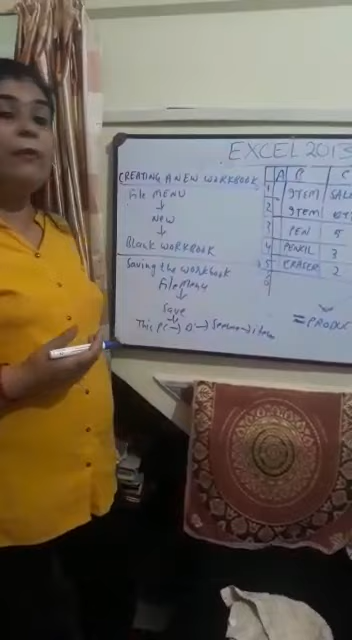 EXCEL 2013
CREATING A NEW WORKBOOK
File MENU
↓
NEW
↓
Blank WORKBOOK
Saving the workbook
File Menu
↓
Save
↓
This PC → D: →
A B C
1 ITEM
2 ITEM
3 PEN 5
4 PENCIL 3
5 ERASER 2
6
=PRODUC